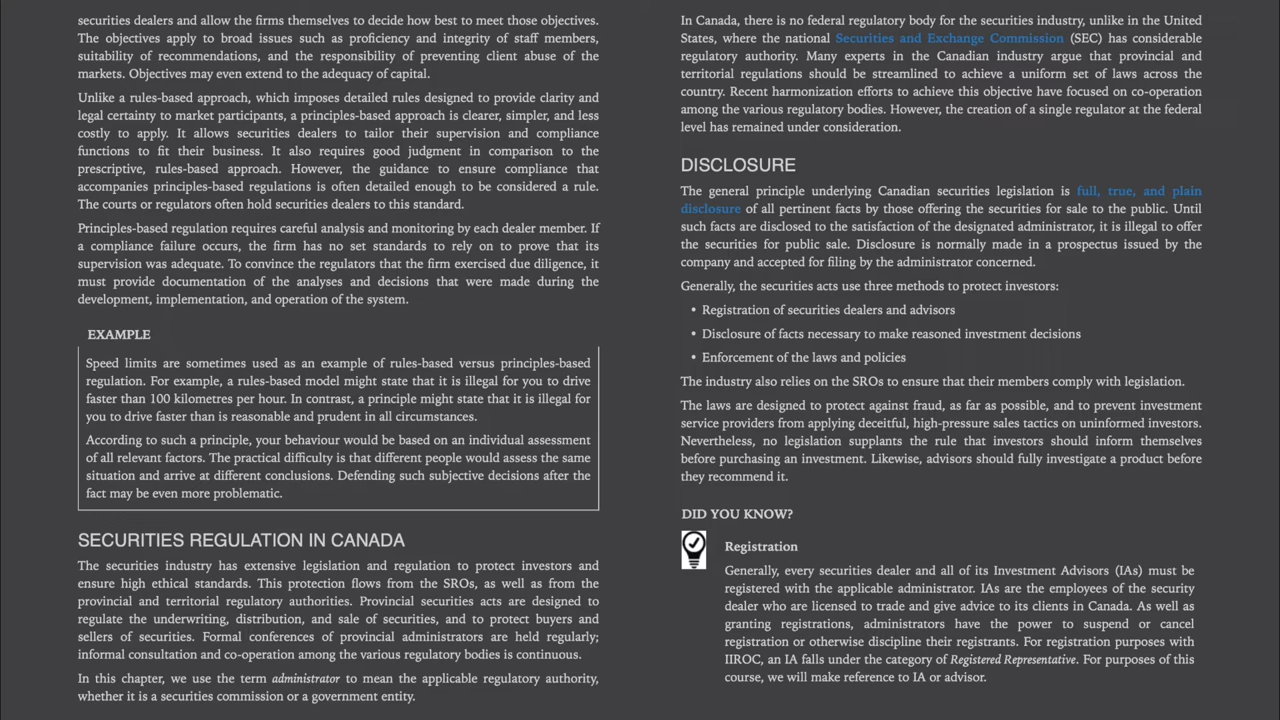 securities dealers and allow the firms themselves to decide how best to meet those objectives.
The objectives apply to broad issues such as proficiency and integrity of staff members,
suitability of recommendations, and the responsibility of preventing client abuse of the
markets. Objectives may even extend to the adequacy of capital.
Unlike a rules-based approach, which imposes detailed rules designed to provide clarity and
legal certainty to market participants, a principles-based approach is clearer, simpler, and less
costly to apply. It allows securities dealers to tailor their supervision and compliance
functions to fit their business. It also requires good judgment in comparison to the
prescriptive, rules-based approach. However, the guidance to ensure compliance that
accompanies principles-based regulations is often detailed enough to be considered a rule.
The courts or regulators often hold securities dealers to this standard.
Principles-based regulation requires careful analysis and monitoring by each dealer member. If
a compliance failure occurs, the firm has no set standards to rely on to prove that its
supervision was adequate. To convince the regulators that the firm exercised due diligence, it
must provide documentation of the analyses and decisions that were made during the
development, implementation, and operation of the system.
EXAMPLE
Speed limits are sometimes used as an example of rules-based versus principles-based
regulation. For example, a rules-based model might state that it is illegal for you to drive
faster than 100 kilometres per hour. In contrast, a principle might state that it is illegal for
you to drive faster than is reasonable and prudent in all circumstances.
According to such a principle, your behaviour would be based on an individual assessment
of all relevant factors. The practical difficulty is that different people would assess the same
situation and arrive at different conclusions. Defending such subjective decisions after the
fact may be even more problematic.
SECURITIES REGULATION IN CANADA
The securities industry has extensive legislation and regulation to protect investors and
ensure high ethical standards. This protection flows from the SROs, as well as from the
provincial and territorial regulatory authorities. Provincial securities acts are designed to
regulate the underwriting, distribution, and sale of securities, and to protect buyers and
sellers of securities. Formal conferences of provincial administrators are held regularly;
informal consultation and co-operation among the various regulatory bodies is continuous.
In this chapter, we use the term administrator to mean the applicable regulatory authority,
whether it is a securities commission or a government entity.
In Canada, there is no federal regulatory body for the securities industry, unlike in the United
States, where the national Securities and Exchange Commission (SEC) has considerable
regulatory authority. Many experts in the Canadian industry argue that provincial and
territorial regulations should be streamlined to achieve a uniform set of laws across the
country. Recent harmonization efforts to achieve this objective have focused on co-operation
among the various regulatory bodies. However, the creation of a single regulator at the federal
level has remained under consideration.
DISCLOSURE
The general principle underlying Canadian securities legislation is full, true, and plain
disclosure of all pertinent facts by those offering the securities for sale to the public. Until
such facts are disclosed to the satisfaction of the designated administrator, it is illegal to offer
the securities for public sale. Disclosure is normally made in a prospectus issued by the
company and accepted for filing by the administrator concerned.
Generally, the securities acts use three methods to protect investors:
• Registration of securities dealers and advisors
• Disclosure of facts necessary to make reasoned investment decisions
• Enforcement of the laws and policies
The industry also relies on the SROs to ensure that their members comply with legislation.
The laws are designed to protect against fraud, as far as possible, and to prevent investment
service providers from applying deceitful, high-pressure sales tactics on uninformed investors.
Nevertheless, no legislation supplants the rule that investors should inform themselves
before purchasing an investment. Likewise, advisors should fully investigate a product before
they recommend it.
DID YOU KNOW?
Registration
Generally, every securities dealer and all of its Investment Advisors (IAs) must be
registered with the applicable administrator. IAs are the employees of the security
dealer who are licensed to trade and give advice to its clients in Canada. As well as
granting registrations, administrators have the power to suspend or cancel
registration or otherwise discipline their registrants. For registration purposes with
IIROC, an IA falls under the category of Registered Representative. For purposes of this
course, we will make reference to IA or advisor.